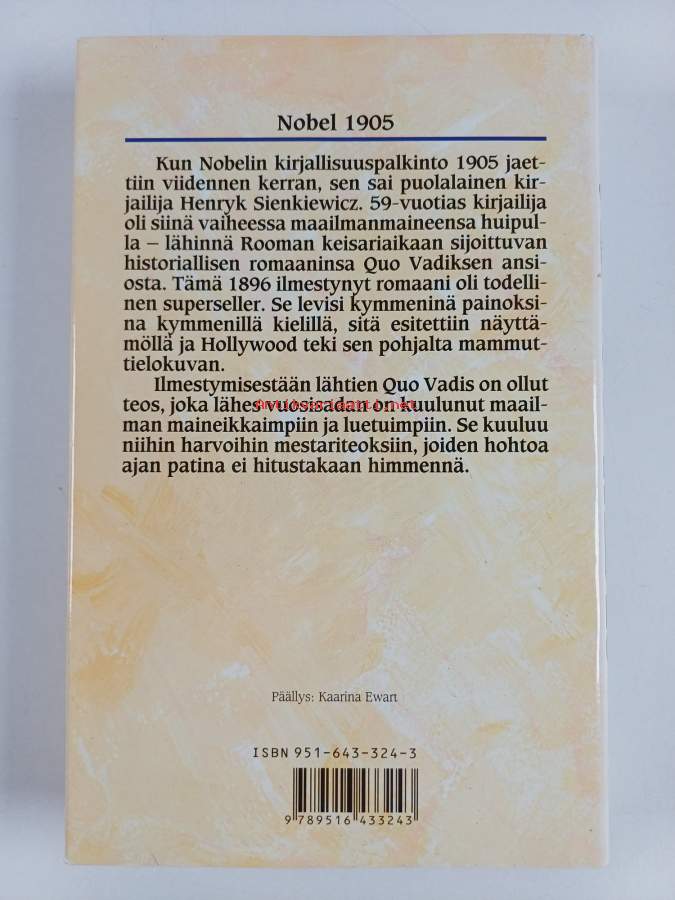 Nobel 1905
Kun Nobelin kirjallisuuspalkinto 1905 jaet-
tiin viidennen kerran, sen sai puolalainen kir-
jailija Henryk Sienkiewicz. 59-vuotias kirjailija
oli siinä vaiheessa maailmanmaineensa huipul-
la – lähinnä Rooman keisariaikaan sijoittuvan
historiallisen romaaninsa Quo Vadiksen ansi-
osta. Tämä 1896 ilmestynyt romaani oli todelli-
nen superseller. Se levisi kymmeninä painoksi-
na kymmenillä kielillä, sitä esitettiin näyttä-
möllä ja Hollywood teki sen pohjalta mammut-
tielokuvan.
Ilmestymisestään lähtien Quo Vadis on ollut
teos, joka lähes vuosisadan on kuulunut maail-
man maineikkaimpiin ja luetuimpiin. Se kuuluu
niihin harvoihin mestariteoksiin, joiden hohtoa
ajan patina ei hitustakaan himmennä.
Antikvariaatti.net
Päällys: Kaarina Ewart
ISBN 951-643-324-3
9 789516 433243